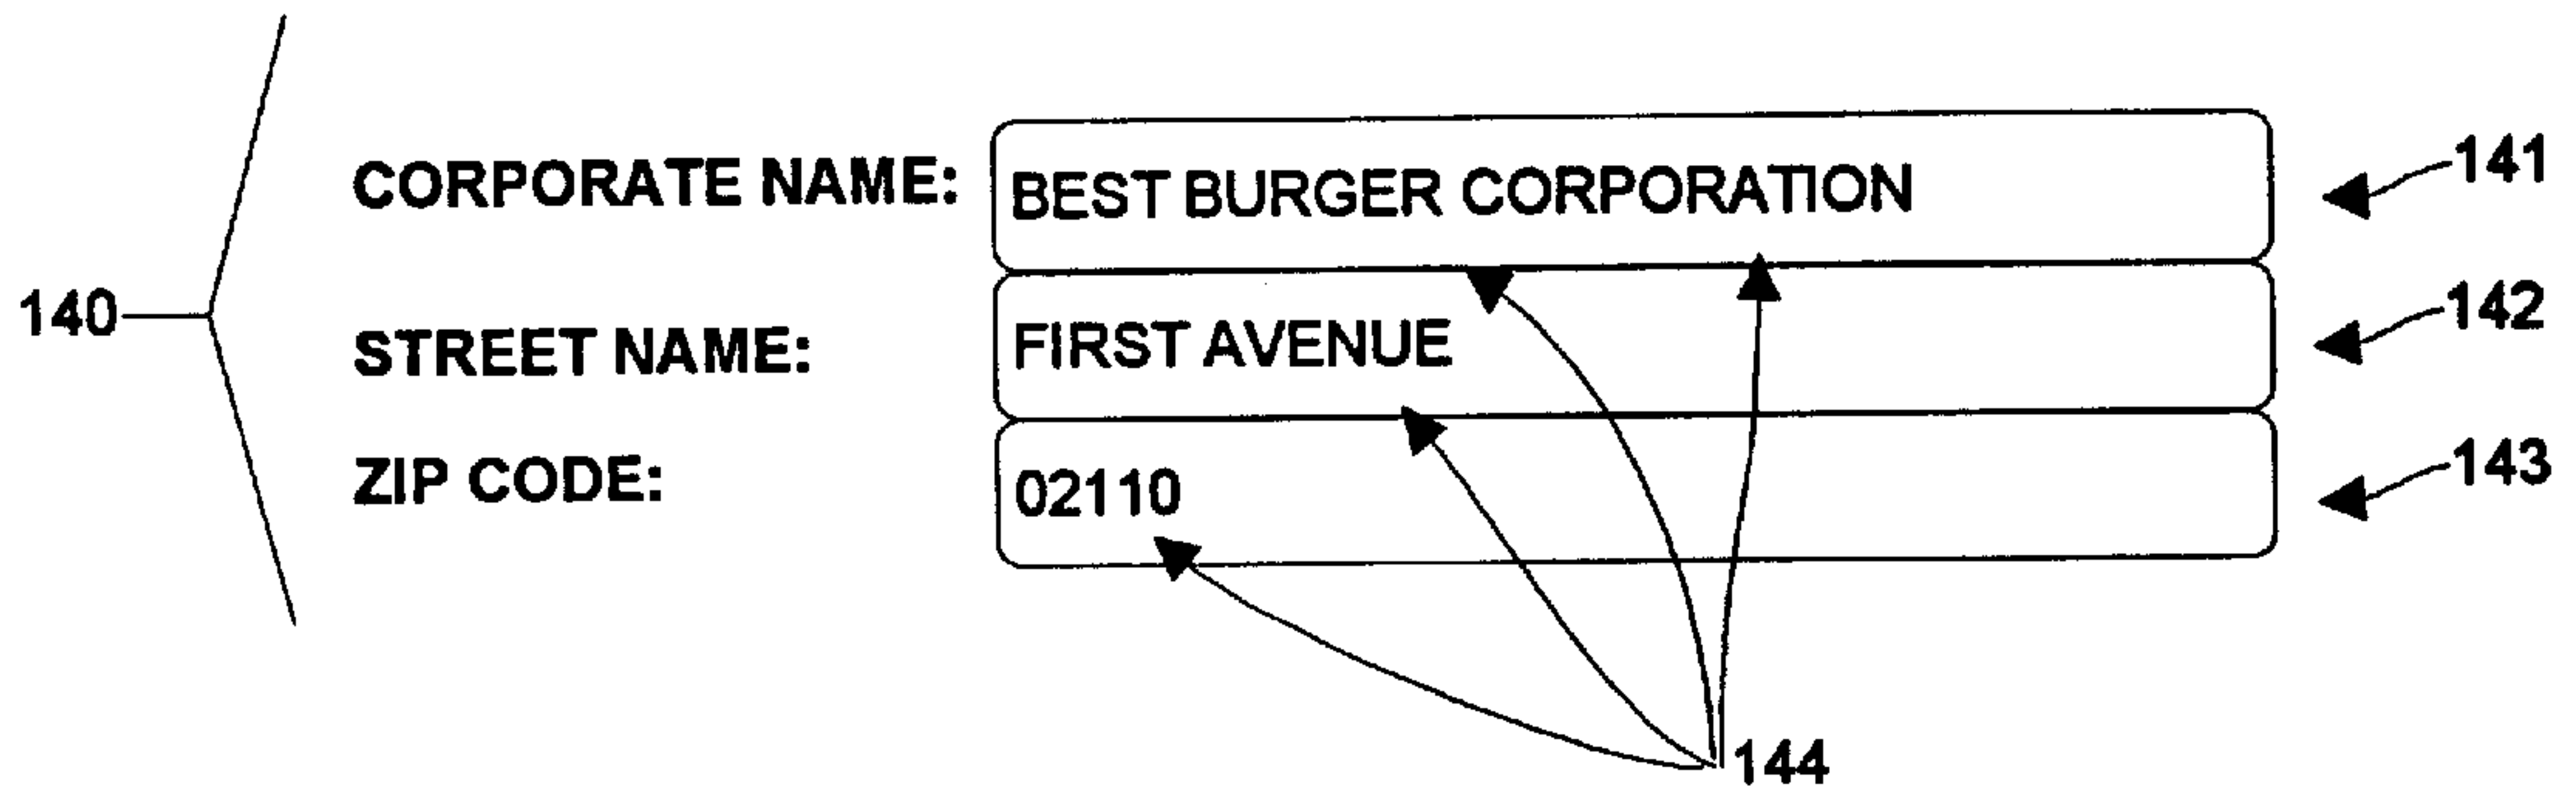 CORPORATE NAME: BEST BURGER CORPORATION 141
140 STREET NAME: FIRST AVENUE 142
ZIP CODE: 02110 143
144